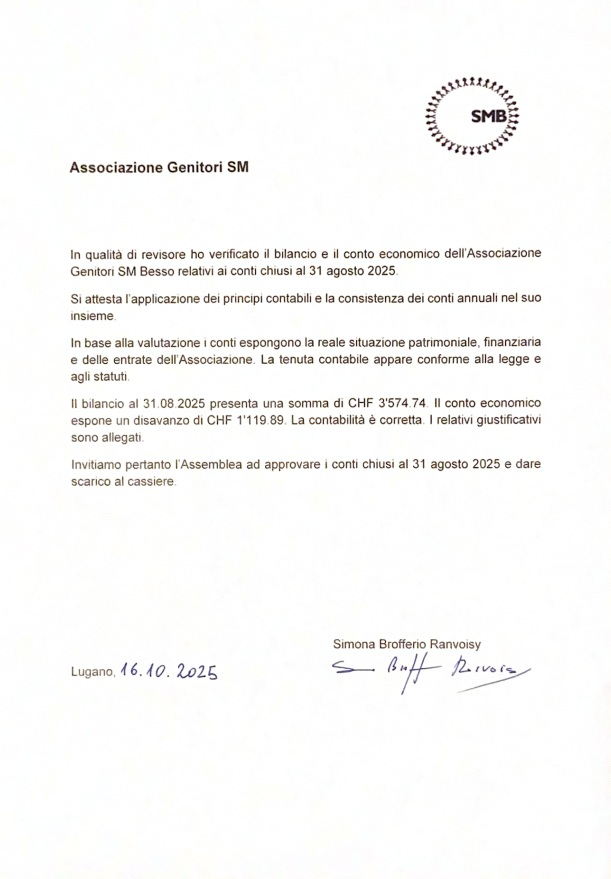 SMB
Associazione Genitori SM
In qualità di revisore ho verificato il bilancio e il conto economico dell'Associazione
Genitori SM Besso relativi ai conti chiusi al 31 agosto 2025.
Si attesta l'applicazione dei principi contabili e la consistenza dei conti annuali nel suo
insieme.
In base alla valutazione i conti espongono la reale situazione patrimoniale, finanziaria
e delle entrate dell'Associazione. La tenuta contabile appare conforme alla legge e
agli statuti.
Il bilancio al 31.08.2025 presenta una somma di CHF 3'574.74. Il conto economico
espone un disavanzo di CHF 1'119.89. La contabilità è corretta. I relativi giustificativi
sono allegati.
Invitiamo pertanto l'Assemblea ad approvare i conti chiusi al 31 agosto 2025 e dare
scarico al cassiere.
Simona Brofferio Ranvoisy
Lugano, 16.10.2025